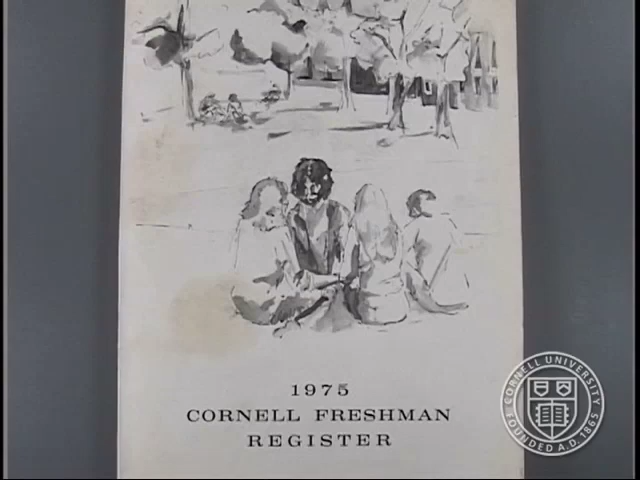 1975
CORNELL FRESHMAN
REGISTER
CORNELL UNIVERSITY
FOUNDED A.D. 1865